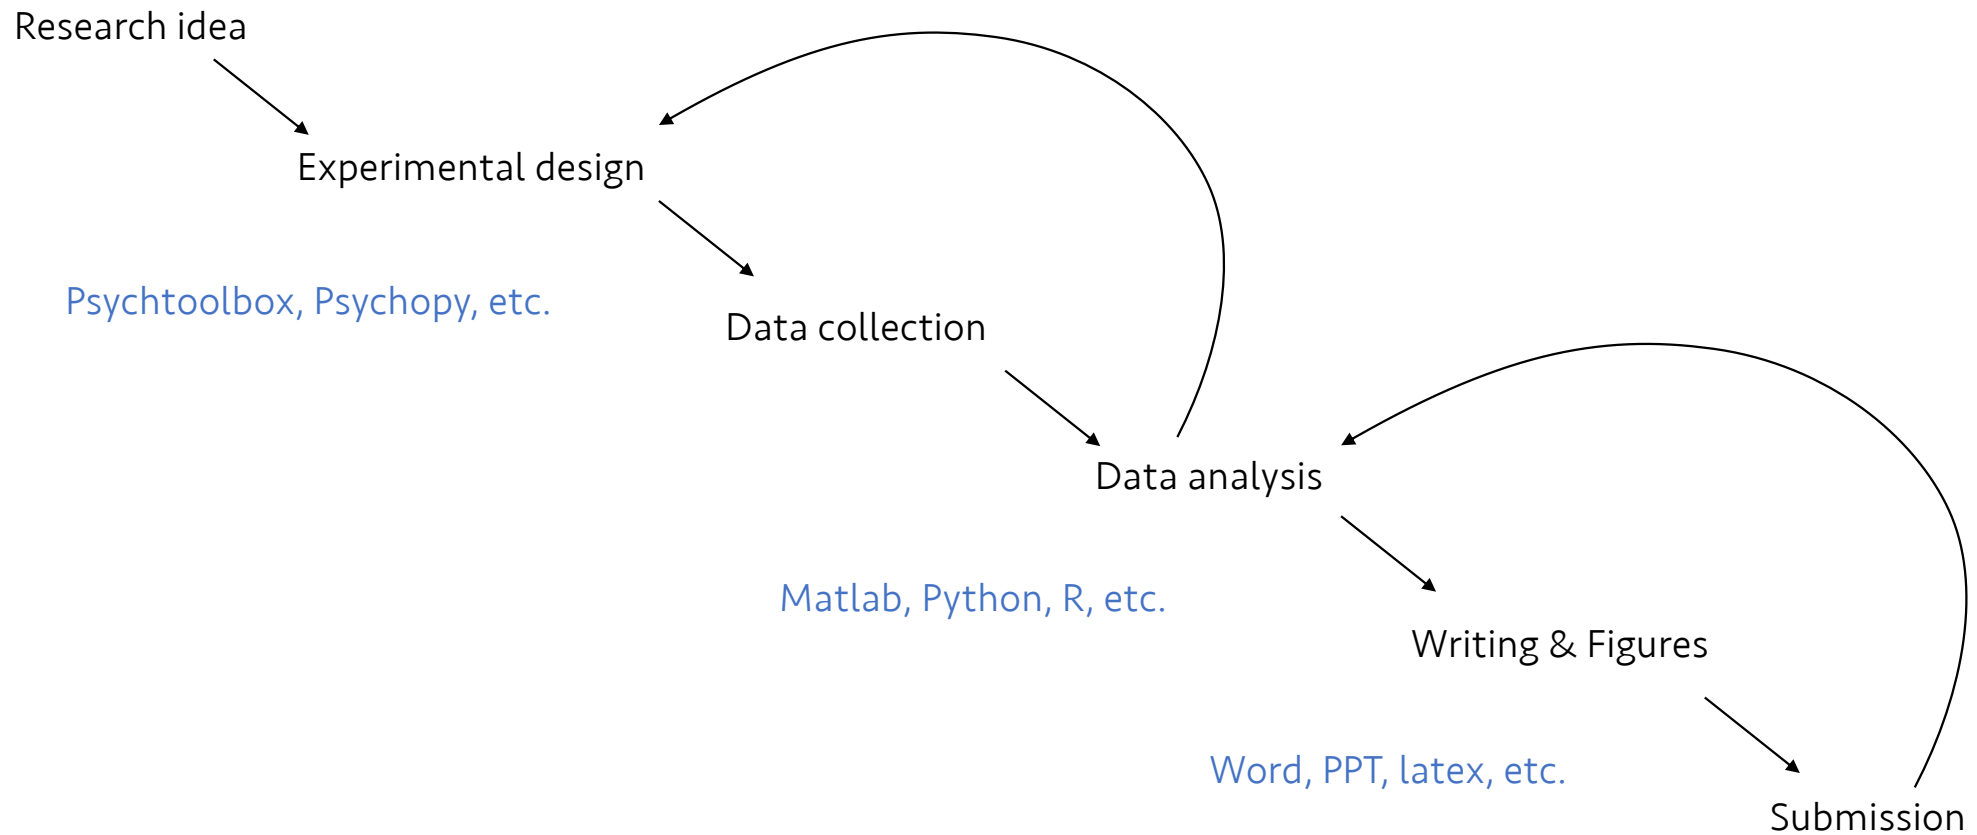 Research idea
Experimental design
Psychtoolbox, Psychopy, etc.
Data collection
Data analysis
Matlab, Python, R, etc.
Writing & Figures
Word, PPT, latex, etc.
Submission